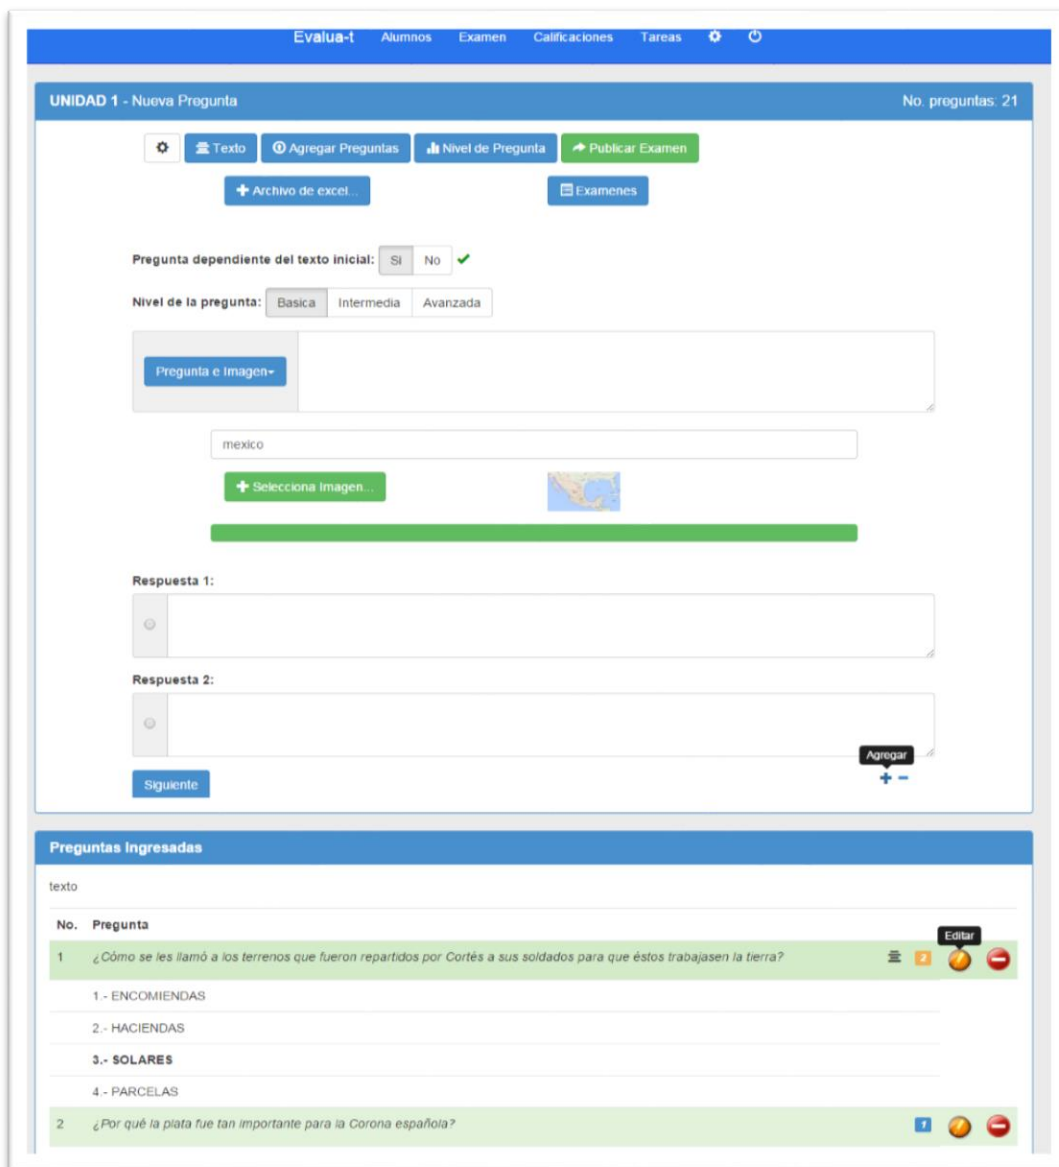 Evalua-t Alumnos Examen Calificaciones Tareas
UNIDAD 1 - Nueva Pregunta No. preguntas: 21
Texto Agregar Preguntas Nivel de Pregunta Publicar Examen
Archivo de excel... Examenes
Pregunta dependiente del texto inicial: Si No
Nivel de la pregunta: Basica Intermedia Avanzada
Pregunta e Imagen
mexico
Selecciona Imagen...
Respuesta 1:
Respuesta 2:
Agregar
Siguiente
Preguntas Ingresadas
texto
No. Pregunta
Editar
1 ¿Cómo se les llamó a los terrenos que fueron repartidos por Cortés a sus soldados para que éstos trabajasen la tierra? 2
1.- ENCOMIENDAS
2.- HACIENDAS
3.- SOLARES
4.- PARCELAS
2 ¿Por qué la plata fue tan importante para la Corona española? 1